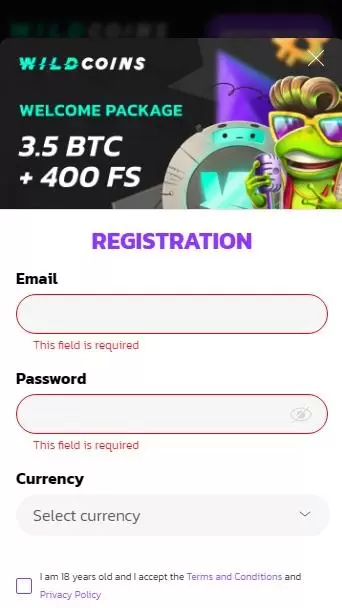 WILDCOINS
WELCOME PACKAGE
3.5 BTC
+ 400 FS
REGISTRATION
Email
This field is required
Password
This field is required
Currency
Select currency
I am 18 years old and I accept the Terms and Conditions and
Privacy Policy